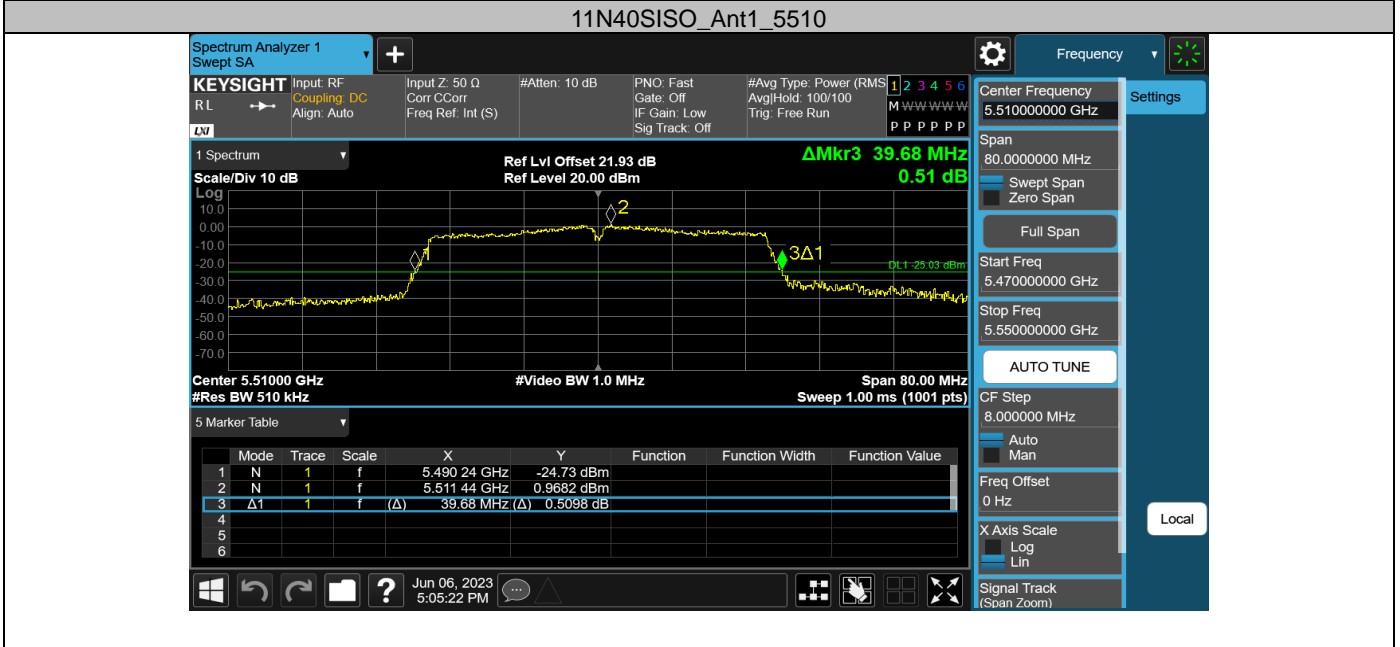 11N40SISO_Ant1_5510
Spectrum Analyzer 1
Swept SA
Frequency
KEYSIGHT
RL
LXI
Input: RF
Coupling: DC
Align: Auto
Input Z: 50 Ω
Corr CCorr
Freq Ref: Int (S)
#Atten: 10 dB
PNO: Fast
Gate: Off
IF Gain: Low
Sig Track: Off
#Avg Type: Power (RMS
Avg|Hold: 100/100
Trig: Free Run
1 2 3 4 5 6
M W W W W W
P P P P P P
1 Spectrum
Scale/Div 10 dB
Ref Lvl Offset 21.93 dB
Ref Level 20.00 dBm
ΔMkr3 39.68 MHz
0.51 dB
Log
10.0
0.00
-10.0
-20.0
-30.0
-40.0
-50.0
-60.0
-70.0
2
3Δ1
DL1 -25.03 dBm
Center 5.51000 GHz
#Video BW 1.0 MHz
Span 80.00 MHz
#Res BW 510 kHz
Sweep 1.00 ms (1001 pts)
5 Marker Table
Mode Trace Scale X Y Function Function Width Function Value
1 N 1 f 5.490 24 GHz -24.73 dBm
2 N 1 f 5.511 44 GHz 0.9682 dBm
3 Δ1 1 f (Δ) 39.68 MHz (Δ) 0.5098 dB
4
5
6
Jun 06, 2023
5:05:22 PM
Center Frequency
5.510000000 GHz
Settings
Span
80.0000000 MHz
Swept Span
Zero Span
Full Span
Start Freq
5.470000000 GHz
Stop Freq
5.550000000 GHz
AUTO TUNE
CF Step
8.000000 MHz
Auto
Man
Freq Offset
0 Hz
X Axis Scale
Log
Lin
Local
Signal Track
(Span Zoom)